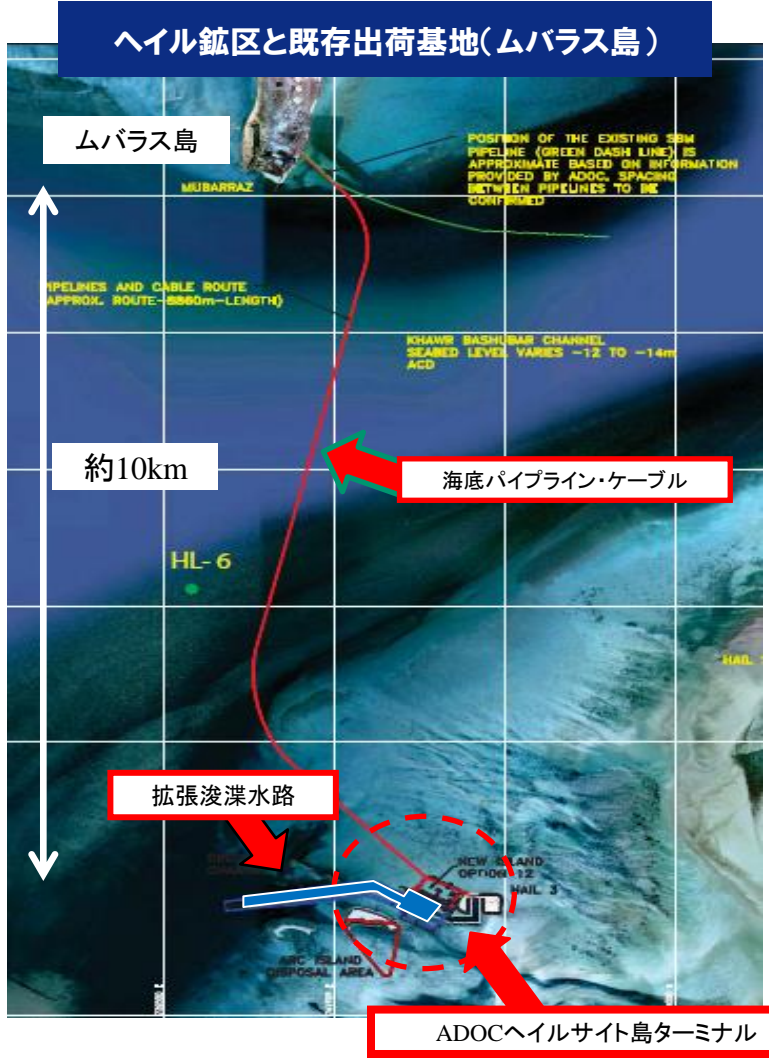 ヘイル鉱区と既存出荷基地（ムバラス島）
ムバラス島
POSITION OF THE EXISTING SBM
PIPELINE (GREEN DASH LINE) IS
APPROXIMATE BASED ON INFORMATION
PROVIDED BY ADOC. SPACING
BETWEEN PIPELINES TO BE
CONFIRMED
MUBARRAZ
PIPELINES AND CABLE ROUTE
(APPROX. ROUTE-8860m-LENGTH)
KHAWR BASHUBAR CHANNEL
SEABED LEVEL VARIES -12 TO -14m
ACD
約10km
海底パイプライン・ケーブル
HL-6
HAIL
拡張浚渫水路
NEW ISLAND
OPTION 12
HAIL 3
ARC ISLAND
DISPOSAL AREA
ADOCヘイルサイト島ターミナル